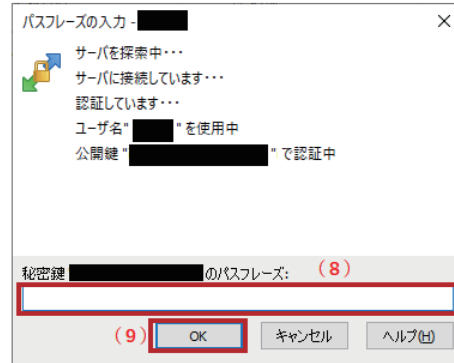 パスフレーズの入力 -
サーバを探索中・・・
サーバに接続しています・・・
認証しています・・・
ユーザ名" "を使用中
公開鍵" "で認証中
秘密鍵 のパスフレーズ: (8)
(9) OK キャンセル ヘルプ(H)